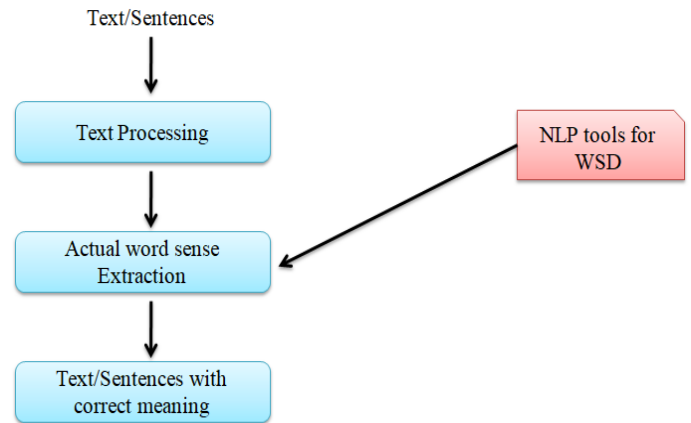 Text/Sentences
Text Processing
NLP tools for
WSD
Actual word sense
Extraction
Text/Sentences with
correct meaning